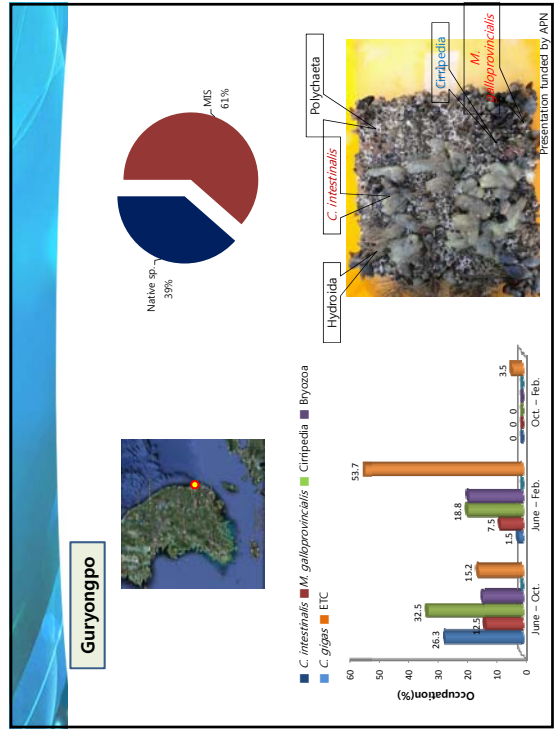 Guryongpo
Native sp.
39%
MIS
61%
C. intestinalis M. galloprovincialis Cirripedia Bryozoa
C. gigas ETC
Occupation(%)
60
50
40
30
20
10
0
26.3
12.5
32.5
15.2
1.5
7.5
18.8
53.7
0
0
0
3.5
June – Oct.
June – Feb.
Oct. – Feb.
Hydroida
C. intestinalis
Polychaeta
Cirripedia
M.
galloprovincialis
Presentation funded by APN